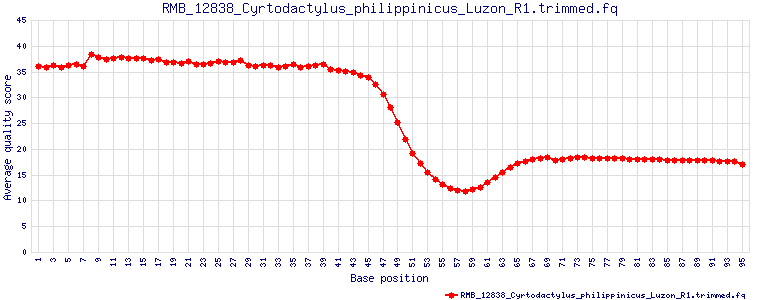 RMB_12838_Cyrtodactylus_philippinicus_Luzon_R1.trimmed.fq
45
40
35
30
25
20
15
10
5
0
Average quality score
1 3 5 7 9 11 13 15 17 19 21 23 25 27 29 31 33 35 37 39 41 43 45 47 49 51 53 55 57 59 61 63 65 67 69 71 73 75 77 79 81 83 85 87 89 91 93 95
Base position
RMB_12838_Cyrtodactylus_philippinicus_Luzon_R1.trimmed.fq